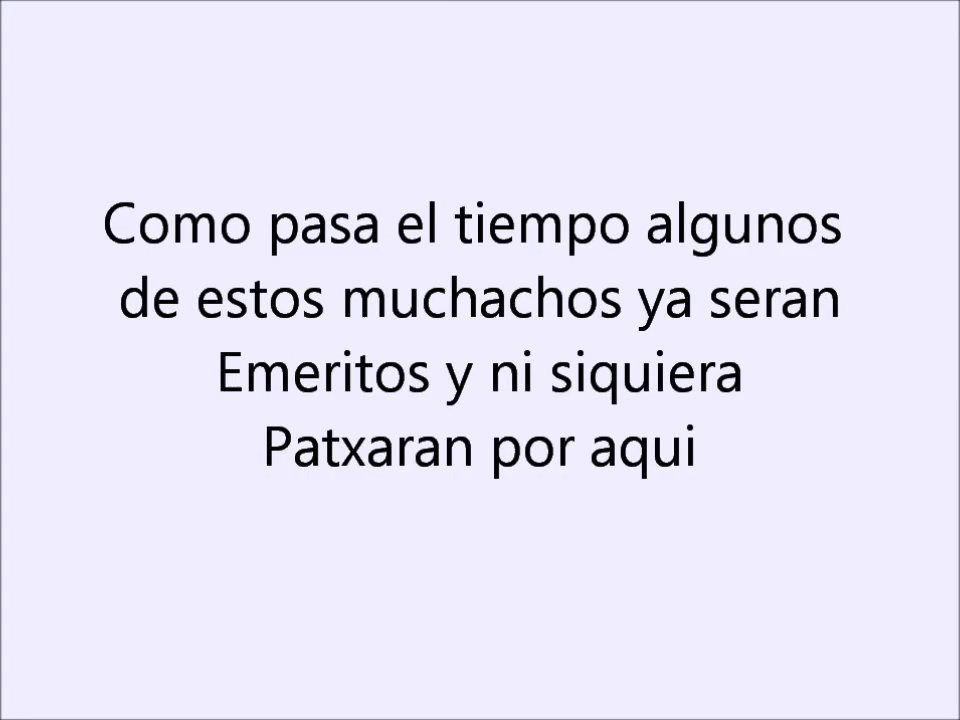 Como pasa el tiempo algunos
de estos muchachos ya seran
Emeritos y ni siquiera
Patxaran por aqui